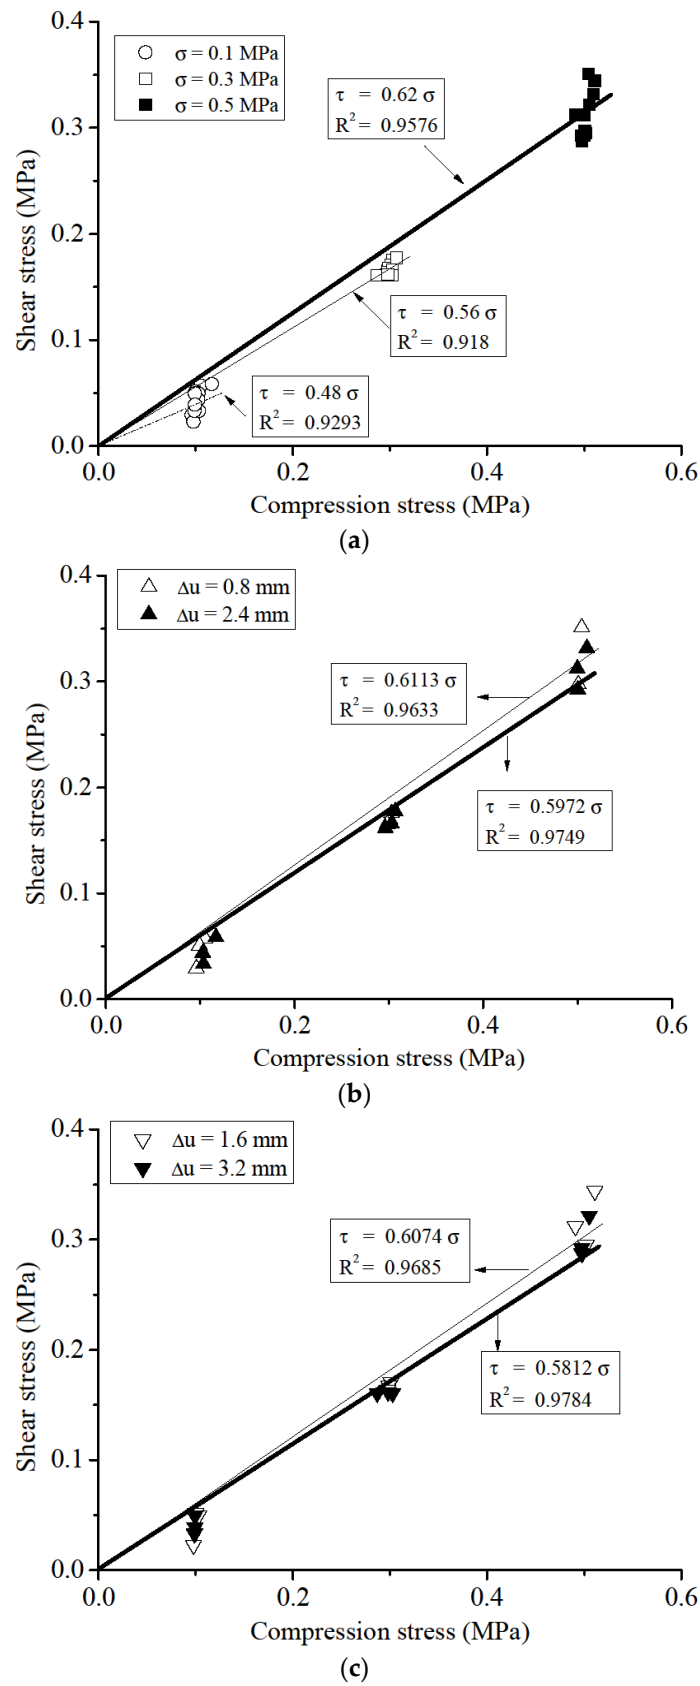 0.4
σ = 0.1 MPa
σ = 0.3 MPa
σ = 0.5 MPa
τ = 0.62 σ
R² = 0.9576
0.3
Shear stress (MPa)
0.2
τ = 0.56 σ
R² = 0.918
0.1
τ = 0.48 σ
R² = 0.9293
0.0
0.0 0.2 0.4 0.6
Compression stress (MPa)
(a)
0.4
Δu = 0.8 mm
Δu = 2.4 mm
τ = 0.6113 σ
R² = 0.9633
0.3
Shear stress (MPa)
0.2
τ = 0.5972 σ
R² = 0.9749
0.1
0.0
0.0 0.2 0.4 0.6
Compression stress (MPa)
(b)
0.4
Δu = 1.6 mm
Δu = 3.2 mm
τ = 0.6074 σ
R² = 0.9685
0.3
Shear stress (MPa)
0.2
τ = 0.5812 σ
R² = 0.9784
0.1
0.0
0.0 0.2 0.4 0.6
Compression stress (MPa)
(c)